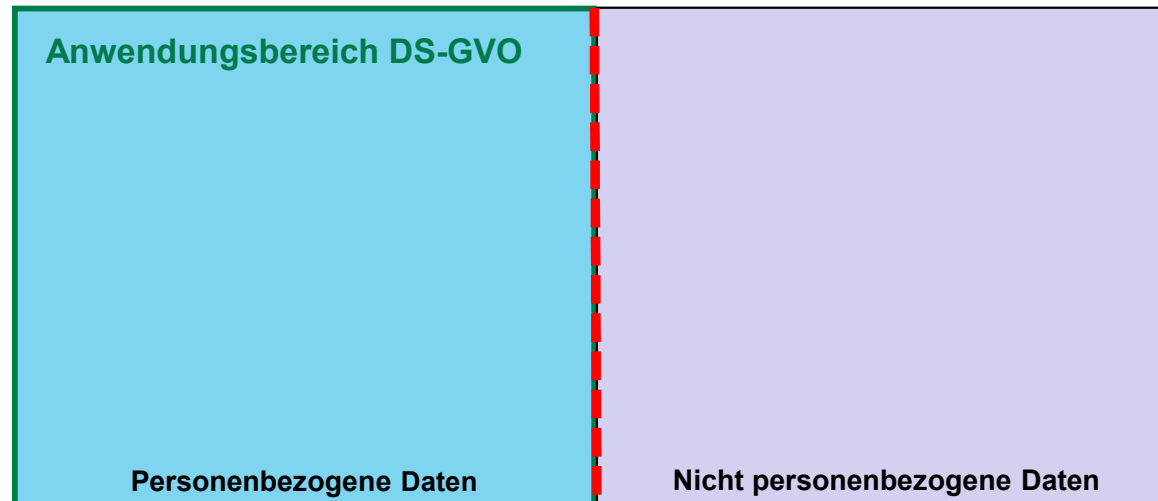 Anwendungsbereich DS-GVO
Personenbezogene Daten
Nicht personenbezogene Daten